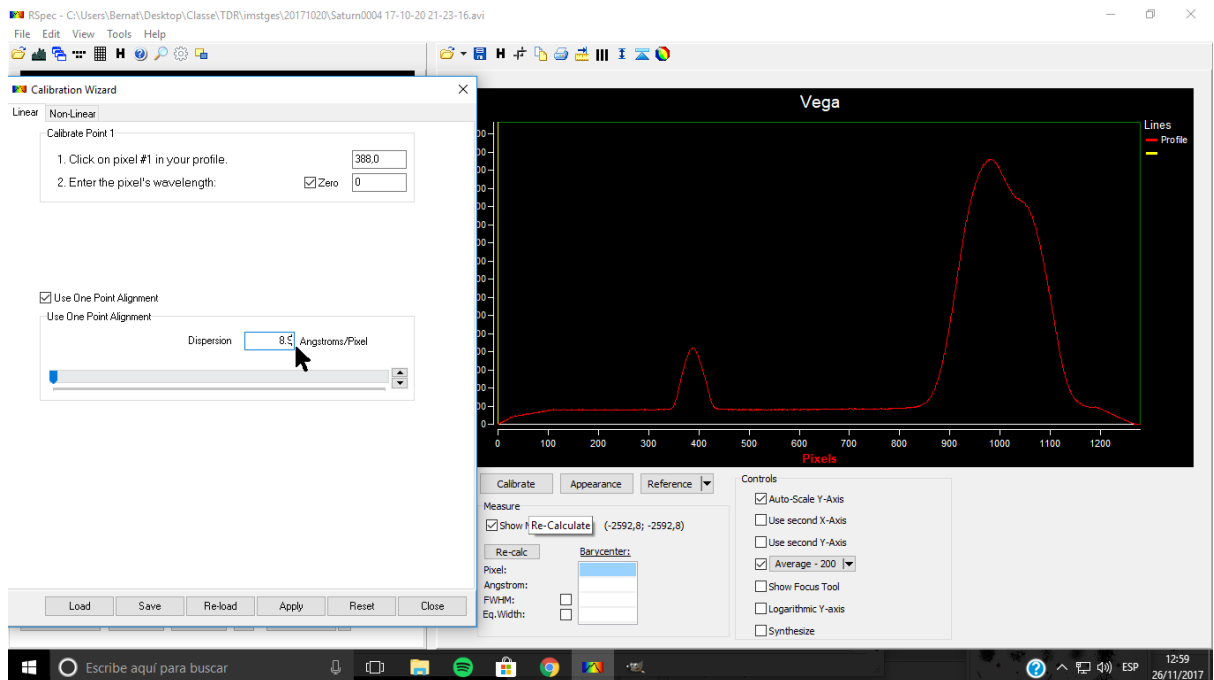 RSpec - C:\Users\Bernat\Desktop\Classe\TDR\imstges\20171020\Saturn0004 17-10-20 21-23-16.avi
File Edit View Tools Help
Calibration Wizard
Linear Non-Linear
Calibrate Point 1
1. Click on pixel #1 in your profile. 388,0
2. Enter the pixel's wavelength: Zero 0
Use One Point Alignment
Use One Point Alignment
Dispersion Angstroms/Pixel
Load Save Re-load Apply Reset Close
Vega
Lines
Profile
0
0 100 200 300 400 500 600 700 800 900 1000 1100 1200
Pixels
Calibrate Appearance Reference
Measure
Show Re-Calculate (-2592,8; -2592,8)
Re-calc Barycenter:
Pixel:
Angstrom:
FWHM:
Eq.Width:
Controls
Auto-Scale Y-Axis
Use second X-Axis
Use second Y-Axis
Average - 200
Show Focus Tool
Logarithmic Y-axis
Synthesize
Escribe aquí para buscar
ESP
12:59
26/11/2017